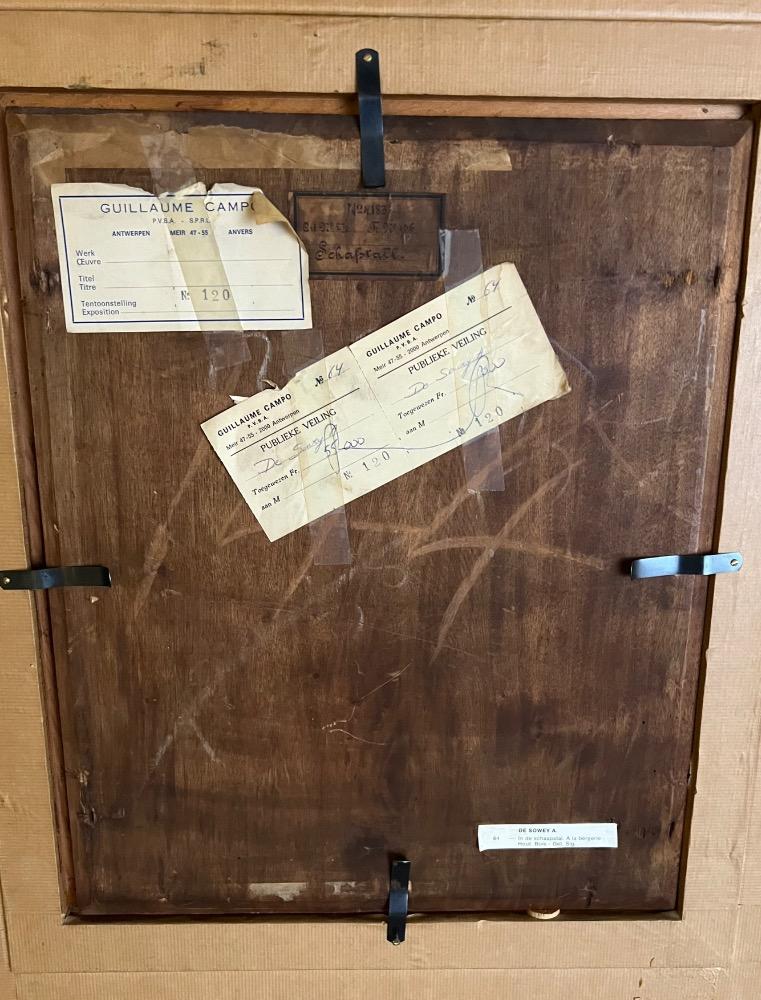 GUILLAUME CAMPO
P.V.B.A. - S.P.R.L.
ANTWERPEN MEIR 47-55 ANVERS
Werk
Œuvre
Titel
Titre
№ 120
Tentoonstelling
Exposition
Schafstall.
GUILLAUME CAMPO
P.V.B.A.
Meir 47-55 - 2000 Antwerpen
№ 64
PUBLIEKE VEILING
De
Toegewezen Fr.
aan M
№ 120
GUILLAUME CAMPO
P.V.B.A.
Meir 47-55 - 2000 Antwerpen
№ 64
PUBLIEKE VEILING
De
Toegewezen Fr.
aan M
№ 120
DE SOWEY A.
64 — In de schaapstal. A la bergerie -
Hout. Bois - Get. Sig.